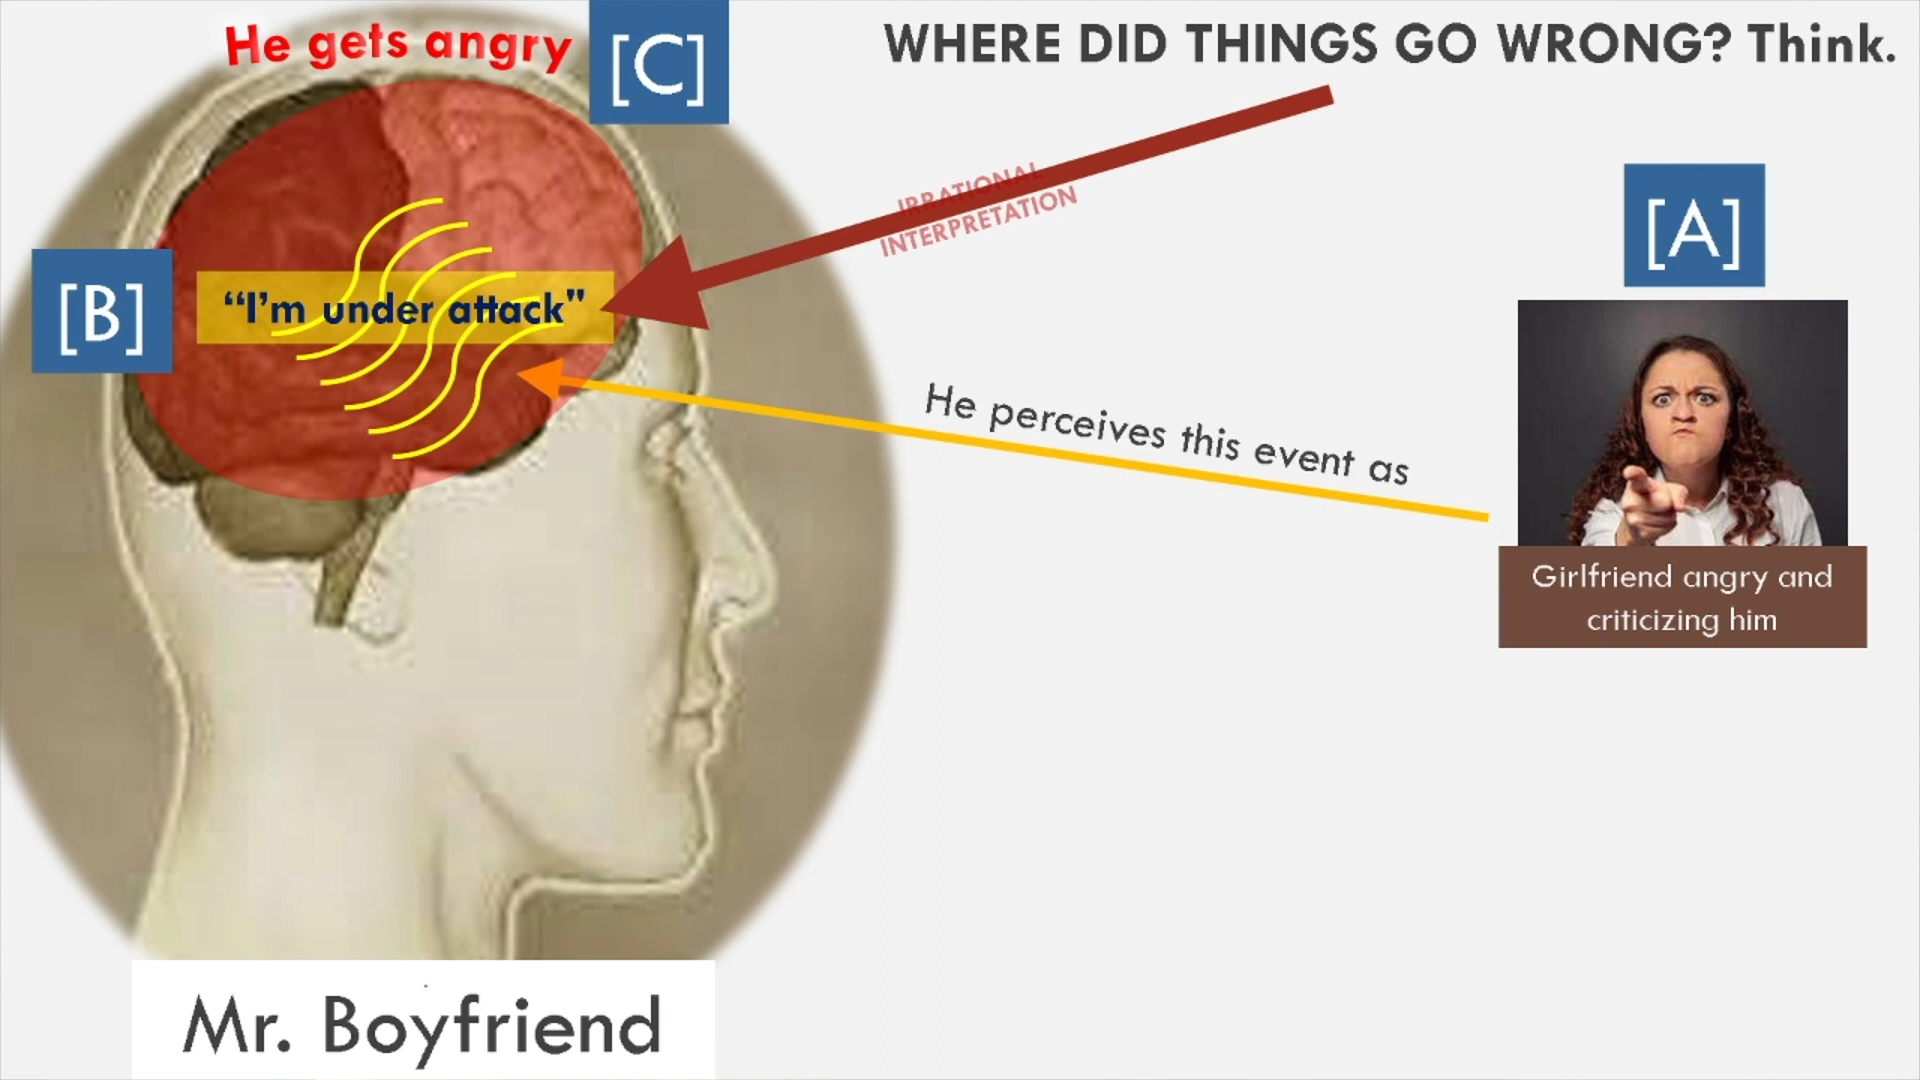 He gets angry
[C]
WHERE DID THINGS GO WRONG? Think.
IRRATIONAL
INTERPRETATION
[A]
[B]
“I’m under attack"
He perceives this event as
Girlfriend angry and
criticizing him
Mr. Boyfriend